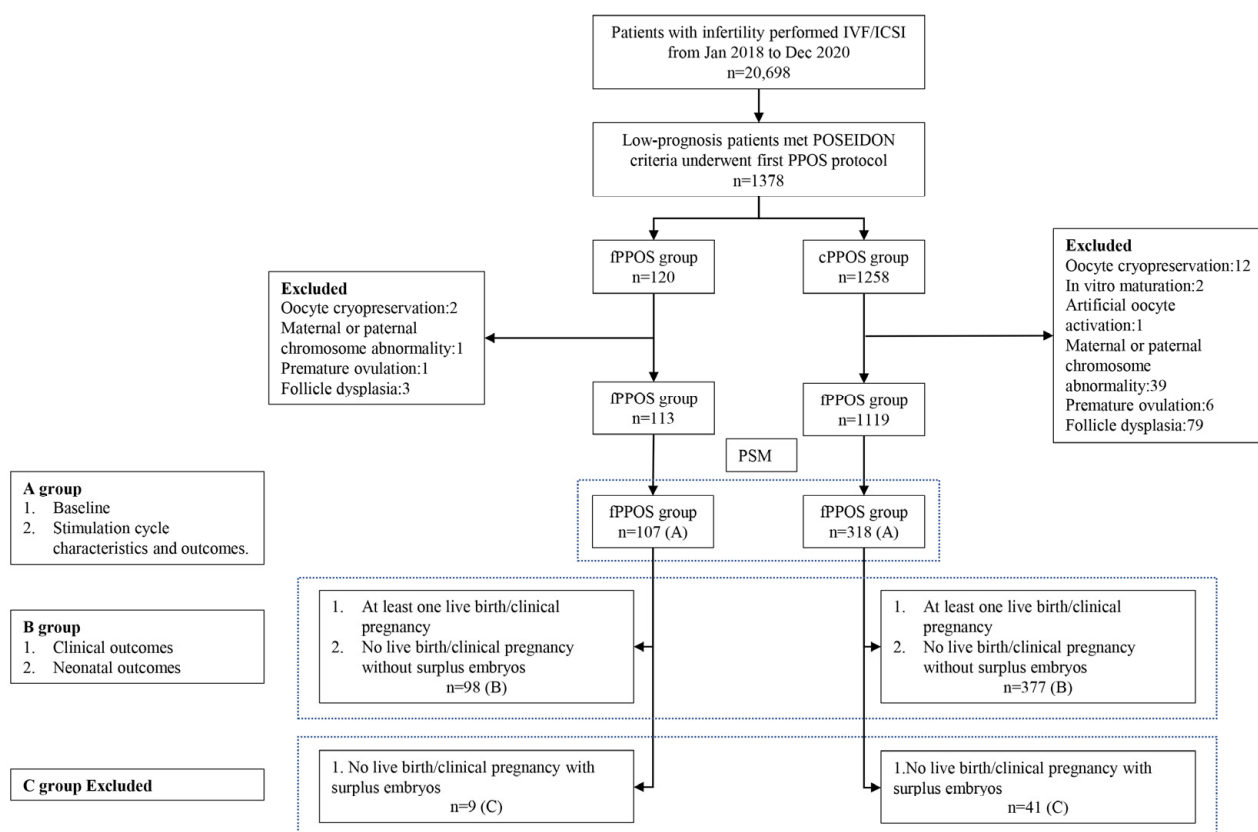 Patients with infertility performed IVF/ICSI
from Jan 2018 to Dec 2020
n=20,698
Low-prognosis patients met POSEIDON
criteria underwent first PPOS protocol
n=1378
fPPOS group
n=120
cPPOS group
n=1258
Excluded
Oocyte cryopreservation:2
Maternal or paternal
chromosome abnormality:1
Premature ovulation:1
Follicle dysplasia:3
Excluded
Oocyte cryopreservation:12
In vitro maturation:2
Artificial oocyte
activation:1
Maternal or paternal
chromosome
abnormality:39
Premature ovulation:6
Follicle dysplasia:79
fPPOS group
n=113
fPPOS group
n=1119
PSM
A group
1. Baseline
2. Stimulation cycle
characteristics and outcomes.
fPPOS group
n=107 (A)
fPPOS group
n=318 (A)
B group
1. Clinical outcomes
2. Neonatal outcomes
1. At least one live birth/clinical
pregnancy
2. No live birth/clinical pregnancy
without surplus embryos
n=98 (B)
1. At least one live birth/clinical
pregnancy
2. No live birth/clinical pregnancy
without surplus embryos
n=377 (B)
C group Excluded
1. No live birth/clinical pregnancy with
surplus embryos
n=9 (C)
1.No live birth/clinical pregnancy with
surplus embryos
n=41 (C)